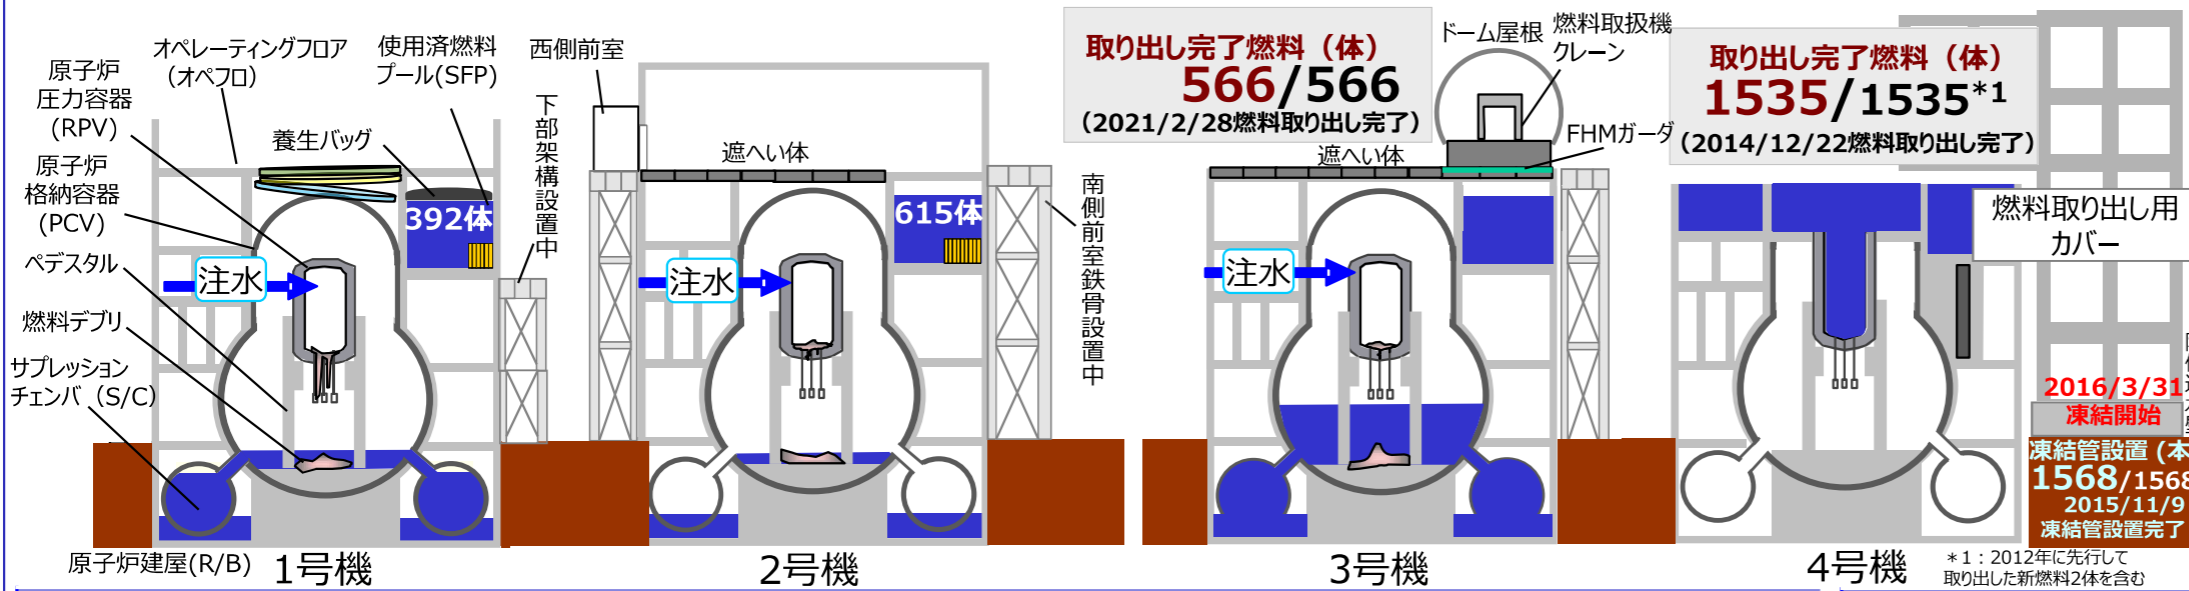 オペレーティングフロア
(オペフロ)
使用済燃料
プール(SFP)
原子炉
圧力容器
(RPV)
養生バッグ
原子炉
格納容器
(PCV)
ペデスタル
燃料デブリ
サプレッション
チェンバ (S/C)
392体
注水
下部架構設置中
原子炉建屋(R/B)
1号機
西側前室
遮へい体
615体
注水
南側前室鉄骨設置中
2号機
取り出し完了燃料 (体)
566/566
(2021/2/28燃料取り出し完了)
ドーム屋根
燃料取扱機
クレーン
FHMガーダ
遮へい体
注水
3号機
取り出し完了燃料 (体)
1535/1535*1
(2014/12/22燃料取り出し完了)
燃料取り出し用
カバー
2016/3/31
凍結開始
凍結管設置 (本
1568/1568
2015/11/9
凍結管設置完了
4号機
*1：2012年に先行して
取り出した新燃料2体を含む